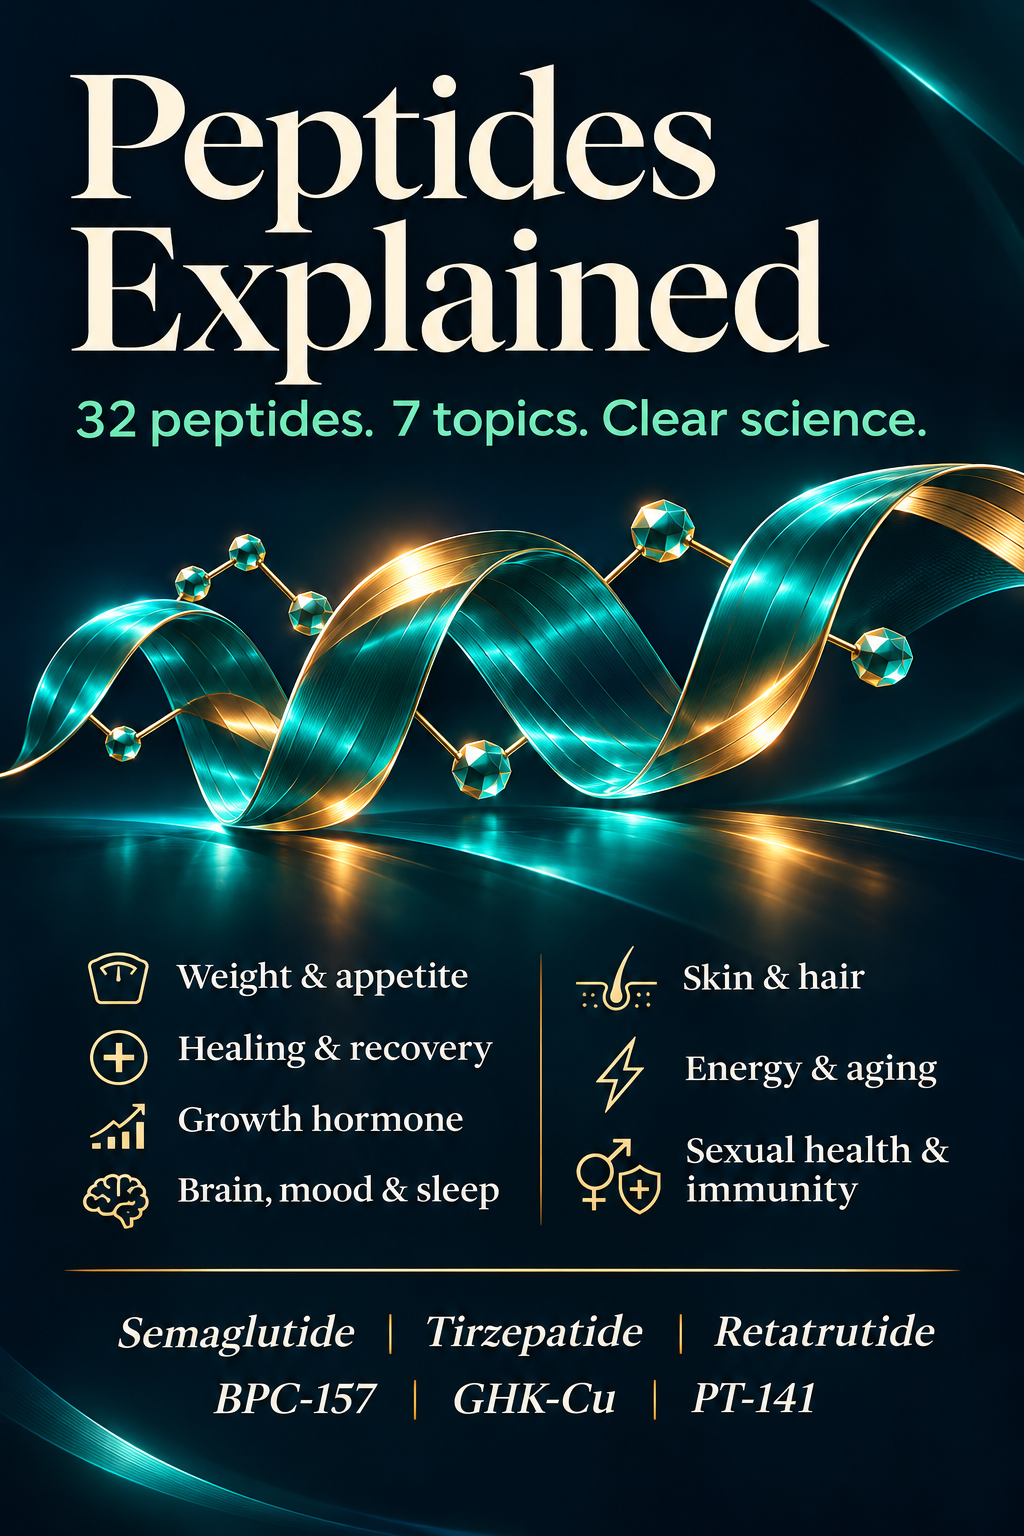 Peptides
Explained
32 peptides. 7 topics. Clear science.
Weight & appetite
Healing & recovery
Growth hormone
Brain, mood & sleep
Skin & hair
Energy & aging
Sexual health &
immunity
Semaglutide | Tirzepatide | Retatrutide
BPC-157 | GHK-Cu | PT-141